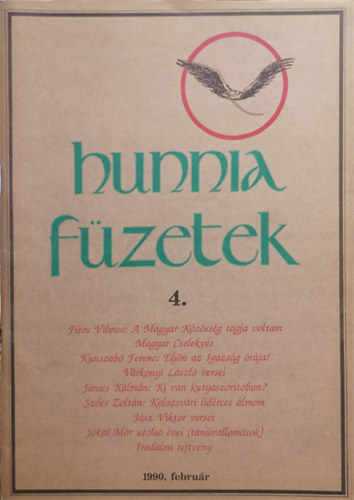 hunnia
füzetek
4.
Fitos Vilmos: A Magyar Közösség tagja voltam
Magyar Cselekvés
Kunszabó Ferenc: Eljön az Igazság órája!
Vátkonyi László versei
Janics Kálmán: Ki van kutyaszorítóban?
Szőcs Zoltán: Kolozsvári lidérces álmom
Jász Viktor versei
Jókai Mór utolsó évei (tanúvallomások)
Irodalmi rejtvény
1990. február